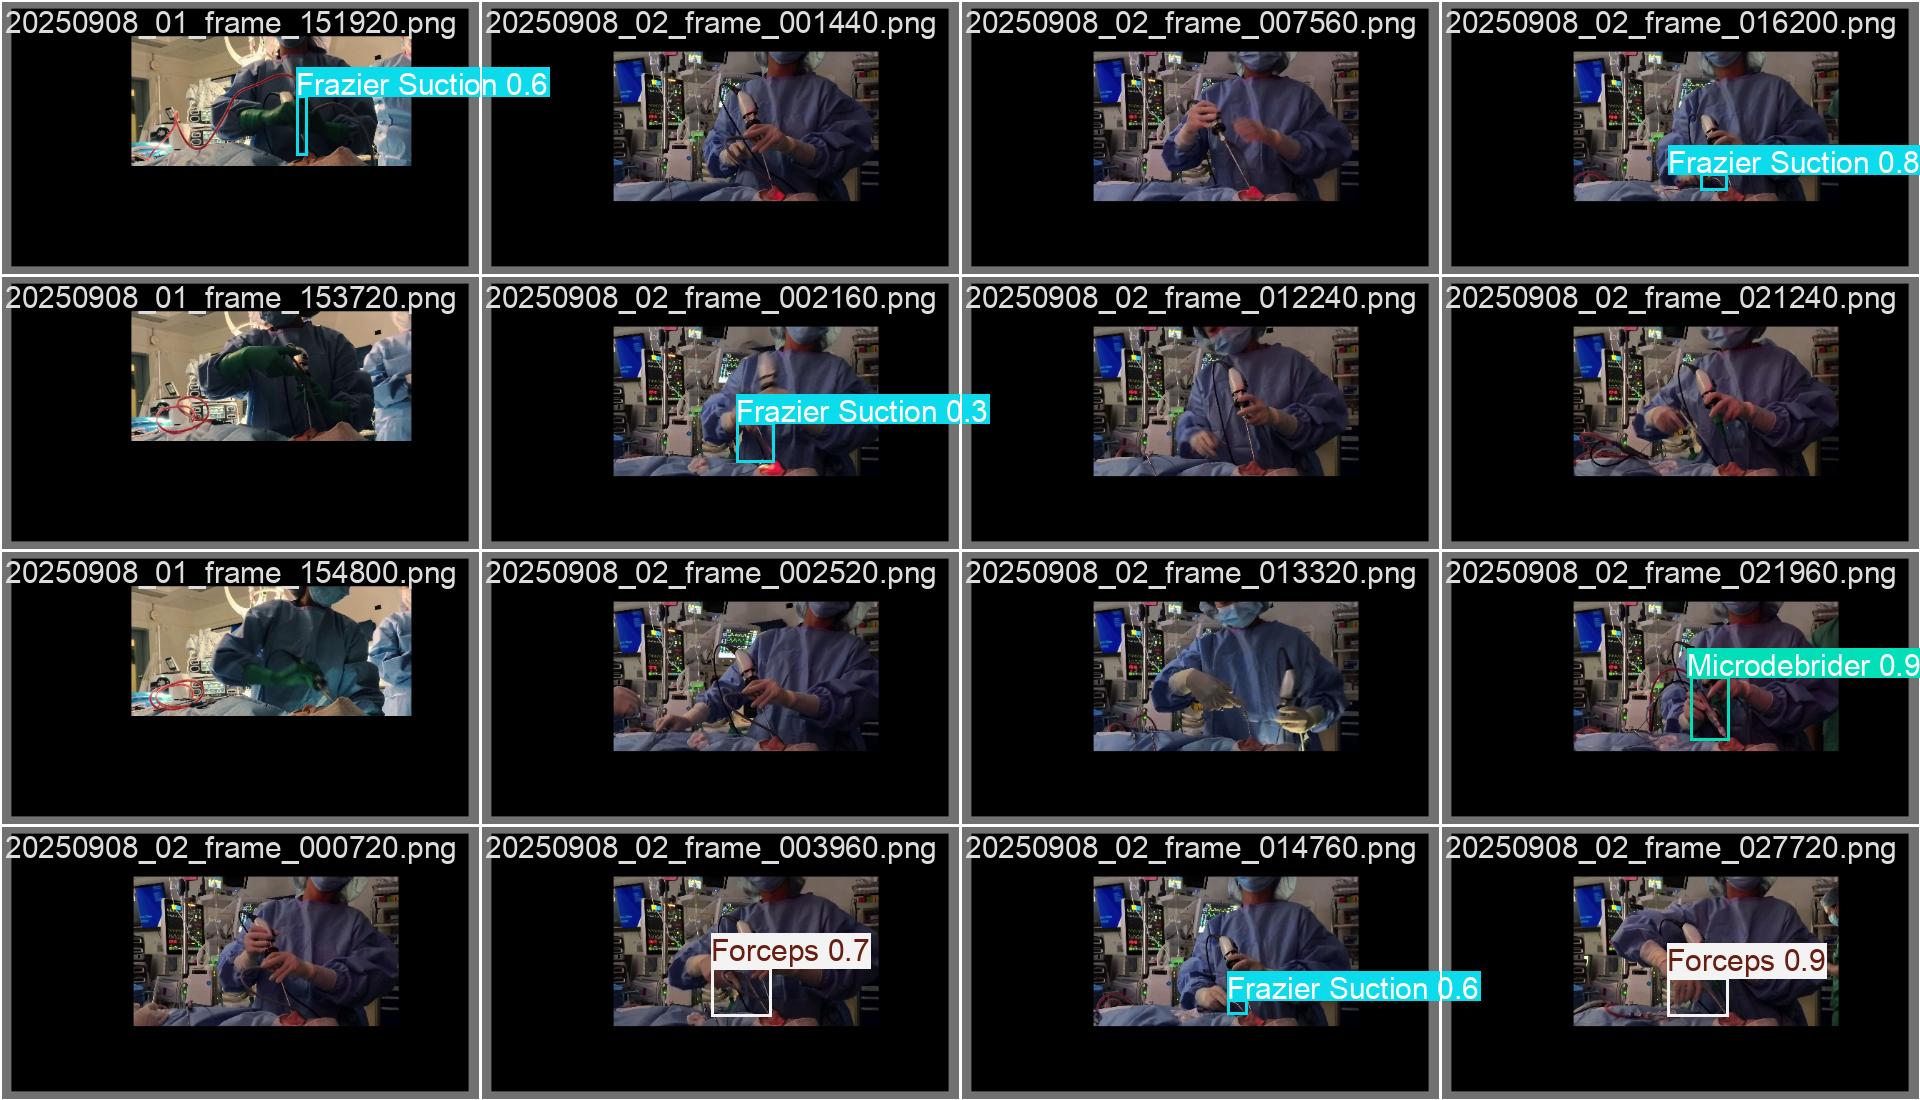 20250908_01_frame_151920.png
Frazier Suction 0.6
20250908_02_frame_001440.png
20250908_02_frame_007560.png
20250908_02_frame_016200.png
Frazier Suction 0.8
20250908_01_frame_153720.png
20250908_02_frame_002160.png
Frazier Suction 0.3
20250908_02_frame_012240.png
20250908_02_frame_021240.png
20250908_01_frame_154800.png
20250908_02_frame_002520.png
20250908_02_frame_013320.png
20250908_02_frame_021960.png
Microdebrider 0.9
20250908_02_frame_000720.png
20250908_02_frame_003960.png
Forceps 0.7
20250908_02_frame_014760.png
Frazier Suction 0.6
20250908_02_frame_027720.png
Forceps 0.9